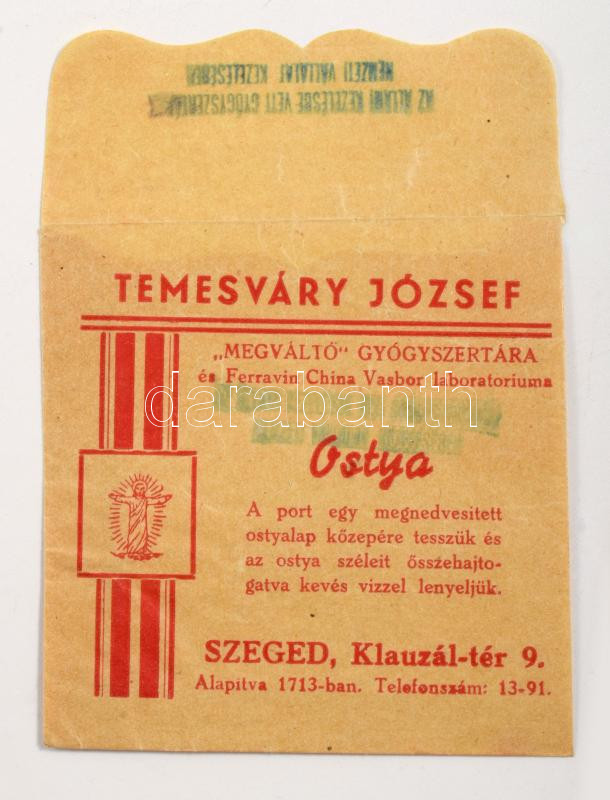 AZ ÁLLAMI KEZELÉSBE VETT GYÓGYSZERTÁR
NEMZETI VÁLLALAT KEZELÉSÉBEN
TEMESVÁRY JÓZSEF
„MEGVÁLTÓ" GYÓGYSZERTÁRA
és Ferravin China Vasbor laboratoriuma
darabanth
Ostya
A port egy megnedvesitett
ostyalap közepére tesszük és
az ostya széleit összehajto-
gatva kevés vizzel lenyeljük.
SZEGED, Klauzál-tér 9.
Alapitva 1713-ban. Telefonszám: 13-91.